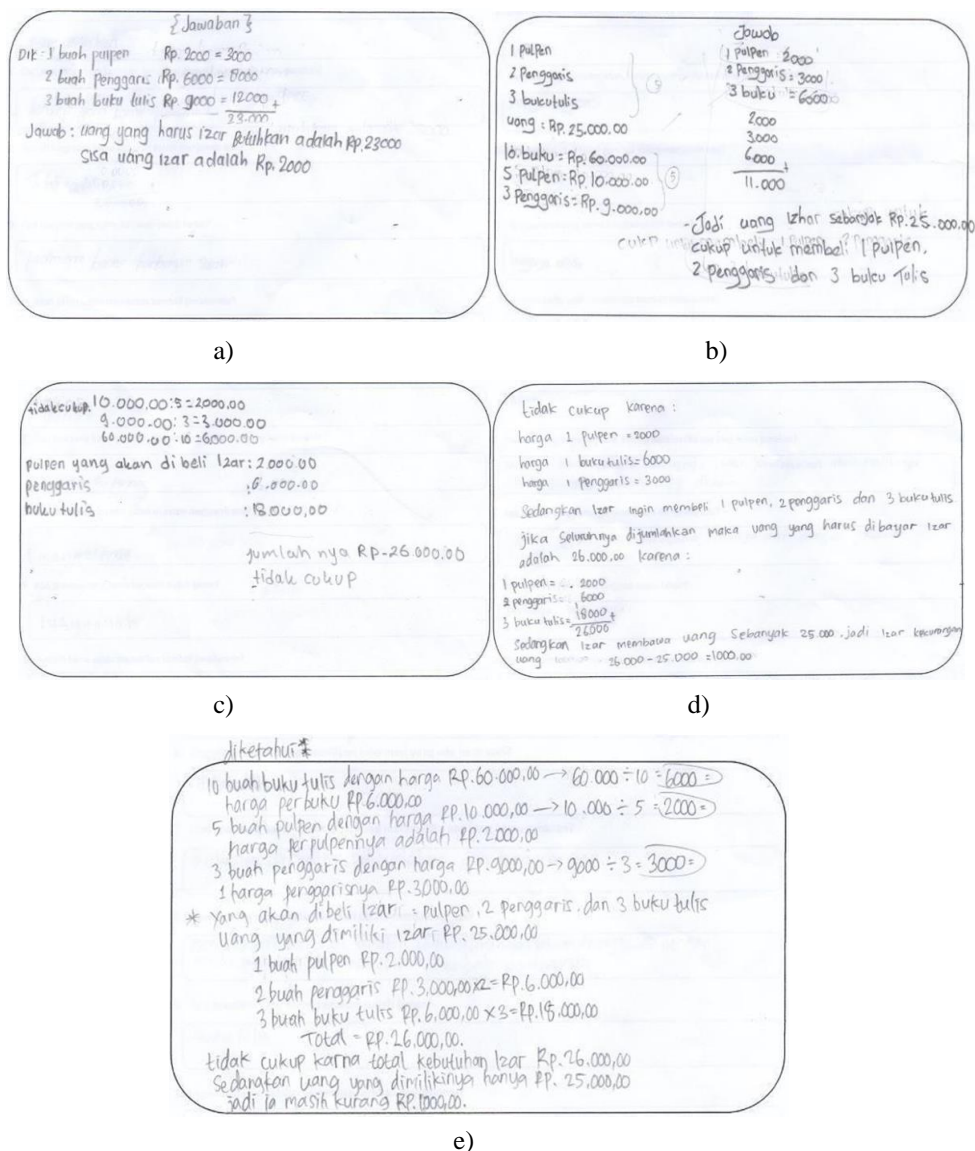 {Jawaban}
Dik : 1 buah pulpen Rp. 2000 = 3000
2 buah Penggaris Rp. 6000 = 8000
3 buah buku tulis Rp. 9000 = 12000 +
23.000
Jawab : uang yang harus izar butuhkan adalah Rp.23000
Sisa uang izar adalah Rp. 2000
a)
1 Pulpen
2 Penggaris
3 bukutulis
uang : Rp. 25.000.00
10. buku : Rp. 60.000.00
5 Pulpen = Rp. 10.000.00
3 Penggaris = Rp. 9.000,00
5
Jawab
1 Pulpen 2000
2 Penggaris = 3000
3 buku = 6000
2000
3000
6000 +
11.000
- Jadi uang Izhar sebanyak Rp.25.000.00
cukup untuk membeli 1 pulpen,
2 Penggaris dan 3 buku Tulis
b)
tidak cukup. 10.000.00 : 5 = 2000,00
9.000.00 : 3 = 3.000.00
60.000.00 : 10 = 6000.00
pulpen yang akan di beli Izar : 2.000.00
penggaris : 6.000.00
buku tulis : 18.000,00
jumlah nya RP-26.000.00
tidak cukup
c)
tidak cukup karena :
harga 1 pulpen = 2000
harga 1 buku tulis = 6000
harga 1 penggaris = 3000
Sedangkan Izar ingin membeli 1 pulpen, 2 penggaris dan 3 buku tulis
jika seluruhnya dijumlahkan maka uang yang harus dibayar Izar
adalah 26.000.00 karena :
1 pulpen = 2000
2 penggaris = 6000
3 buku tulis = 18000 +
26000
Sedangkan Izar membawa uang Sebanyak 25.000. jadi Izar kekurangan
uang 26.000 - 25.000 = 1000.00
d)
diketahui *
10 buah buku tulis dengan harga RP.60.000,00 → 60.000 ÷ 10 = 6000 =
harga perbuku RP.6.000,00
5 buah pulpen dengan harga RP.10.000,00 → 10.000 ÷ 5 = 2000 =
harga perpulpennya adalah RP.2.000,00
3 buah penggaris dengan harga RP.9000,00 → 9000 ÷ 3 = 3000 =
1 harga penggarisnya RP.3000,00
* Yang akan dibeli Izar : pulpen, 2 penggaris, dan 3 buku tulis
Uang yang dimiliki Izar RP. 25.000,00
1 buah pulpen RP.2.000,00
2 buah penggaris RP.3.000,00x2 = RP.6.000,00
3 buah buku tulis RP.6.000,00 x 3 = RP.18.000,00
Total = RP.26.000,00.
tidak cukup karna total kebutuhan Izar RP.26.000,00
sedangkan uang yang dimilikinya hanya RP. 25.000,00
jadi ia masih kurang RP.1000,00.
e)